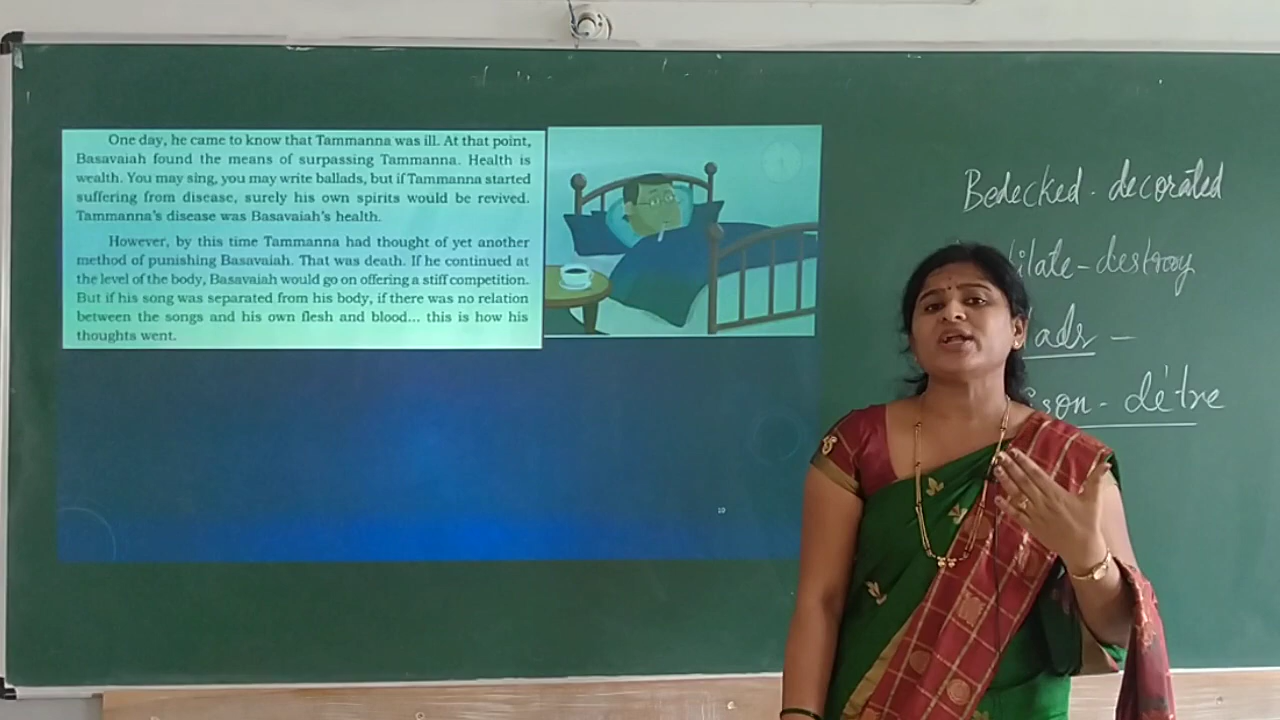 One day, he came to know that Tammanna was ill. At that point,
Basavaiah found the means of surpassing Tammanna. Health is
wealth. You may sing, you may write ballads, but if Tammanna started
suffering from disease, surely his own spirits would be revived.
Tammanna's disease was Basavaiah's health.
However, by this time Tammanna had thought of yet another
method of punishing Basavaiah. That was death. If he continued at
the level of the body, Basavaiah would go on offering a stiff competition.
But if his song was separated from his body, if there was no relation
between the songs and his own flesh and blood... this is how his
thoughts went.
10
Bedecked - decorated
ilate - destroy
lads -
ison - détre